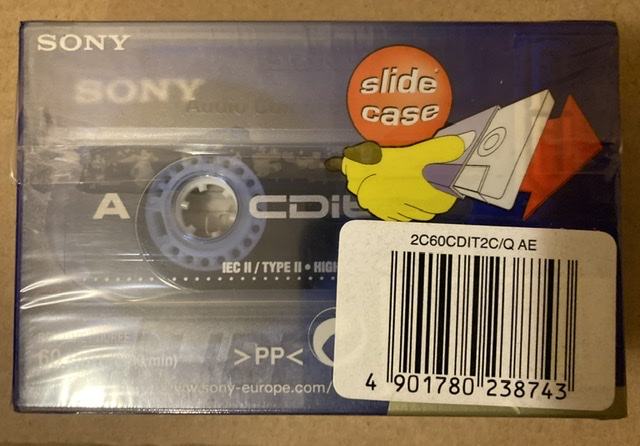 SONY
SONY
slide
case
A
CDit
IEC II / TYPE II • HIGH
2C60CDIT2C/Q AE
60
>PP<
www.sony-europe.com/
4 901780 238743